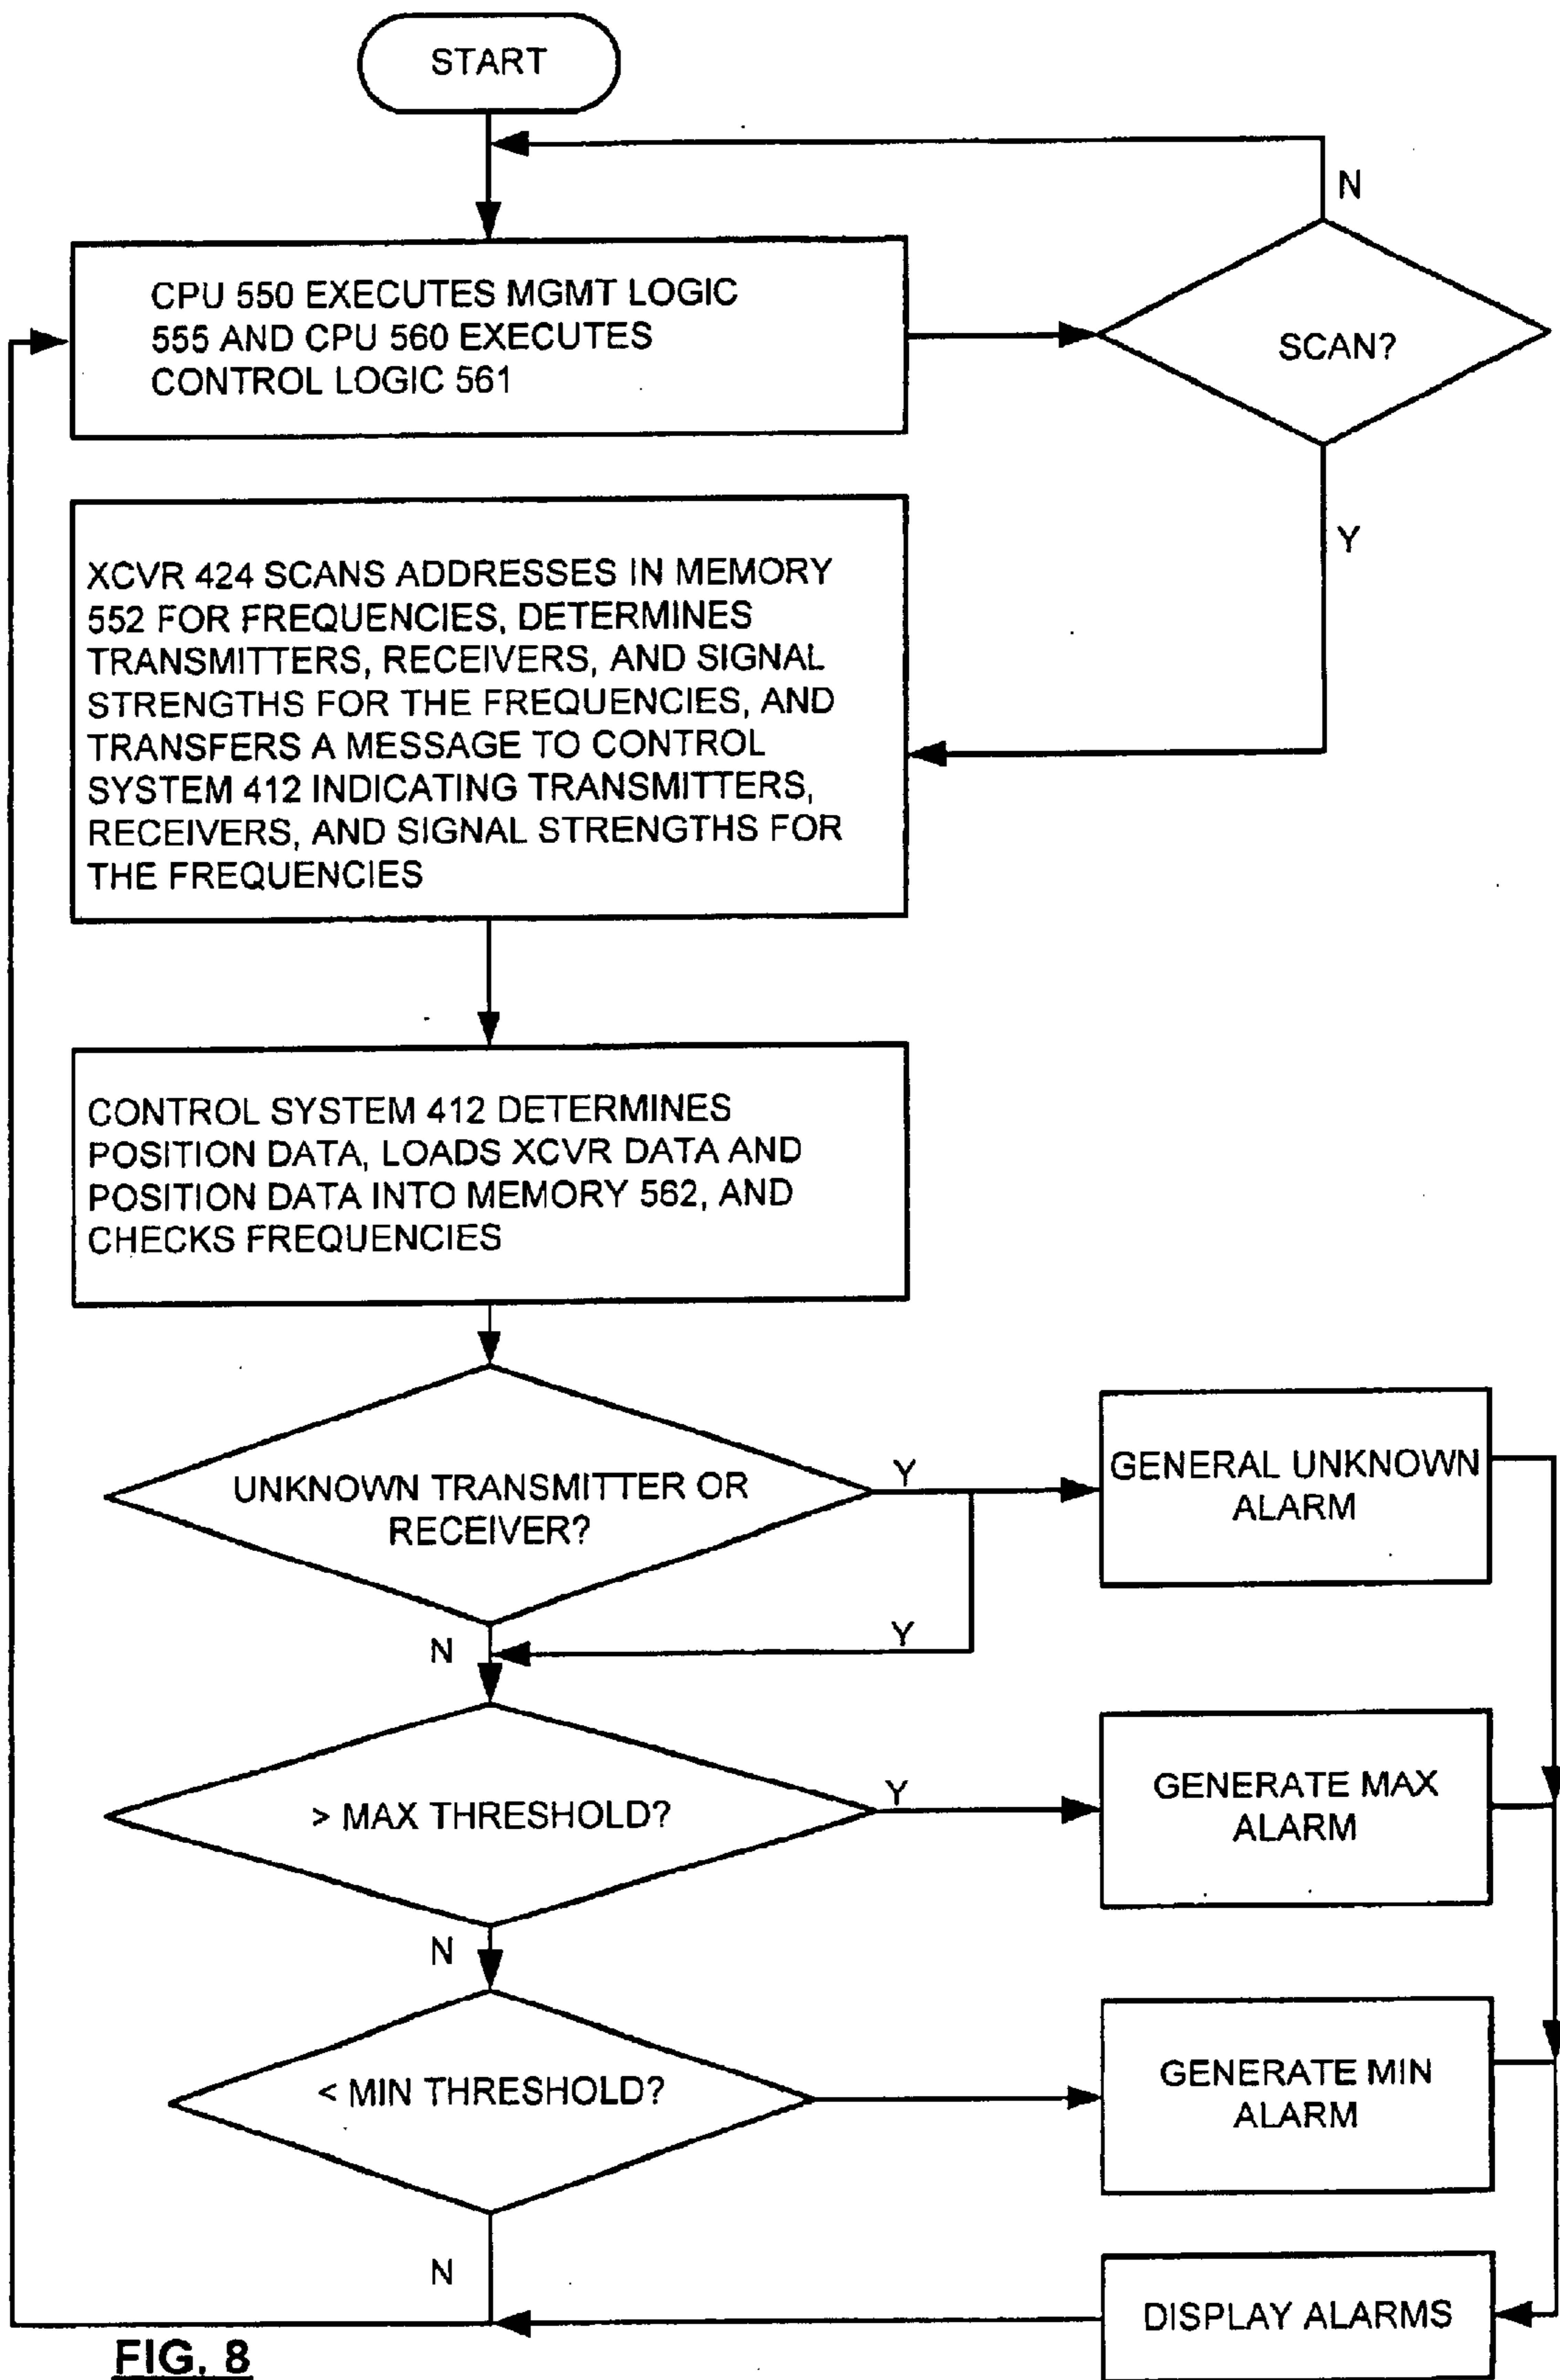 START
N
CPU 550 EXECUTES MGMT LOGIC
555 AND CPU 560 EXECUTES
CONTROL LOGIC 561
SCAN?
Y
XCVR 424 SCANS ADDRESSES IN MEMORY
552 FOR FREQUENCIES, DETERMINES
TRANSMITTERS, RECEIVERS, AND SIGNAL
STRENGTHS FOR THE FREQUENCIES, AND
TRANSFERS A MESSAGE TO CONTROL
SYSTEM 412 INDICATING TRANSMITTERS,
RECEIVERS, AND SIGNAL STRENGTHS FOR
THE FREQUENCIES
CONTROL SYSTEM 412 DETERMINES
POSITION DATA, LOADS XCVR DATA AND
POSITION DATA INTO MEMORY 562, AND
CHECKS FREQUENCIES
UNKNOWN TRANSMITTER OR
RECEIVER?
Y
GENERAL UNKNOWN
ALARM
N
Y
> MAX THRESHOLD?
Y
GENERATE MAX
ALARM
N
< MIN THRESHOLD?
GENERATE MIN
ALARM
N
DISPLAY ALARMS
FIG. 8